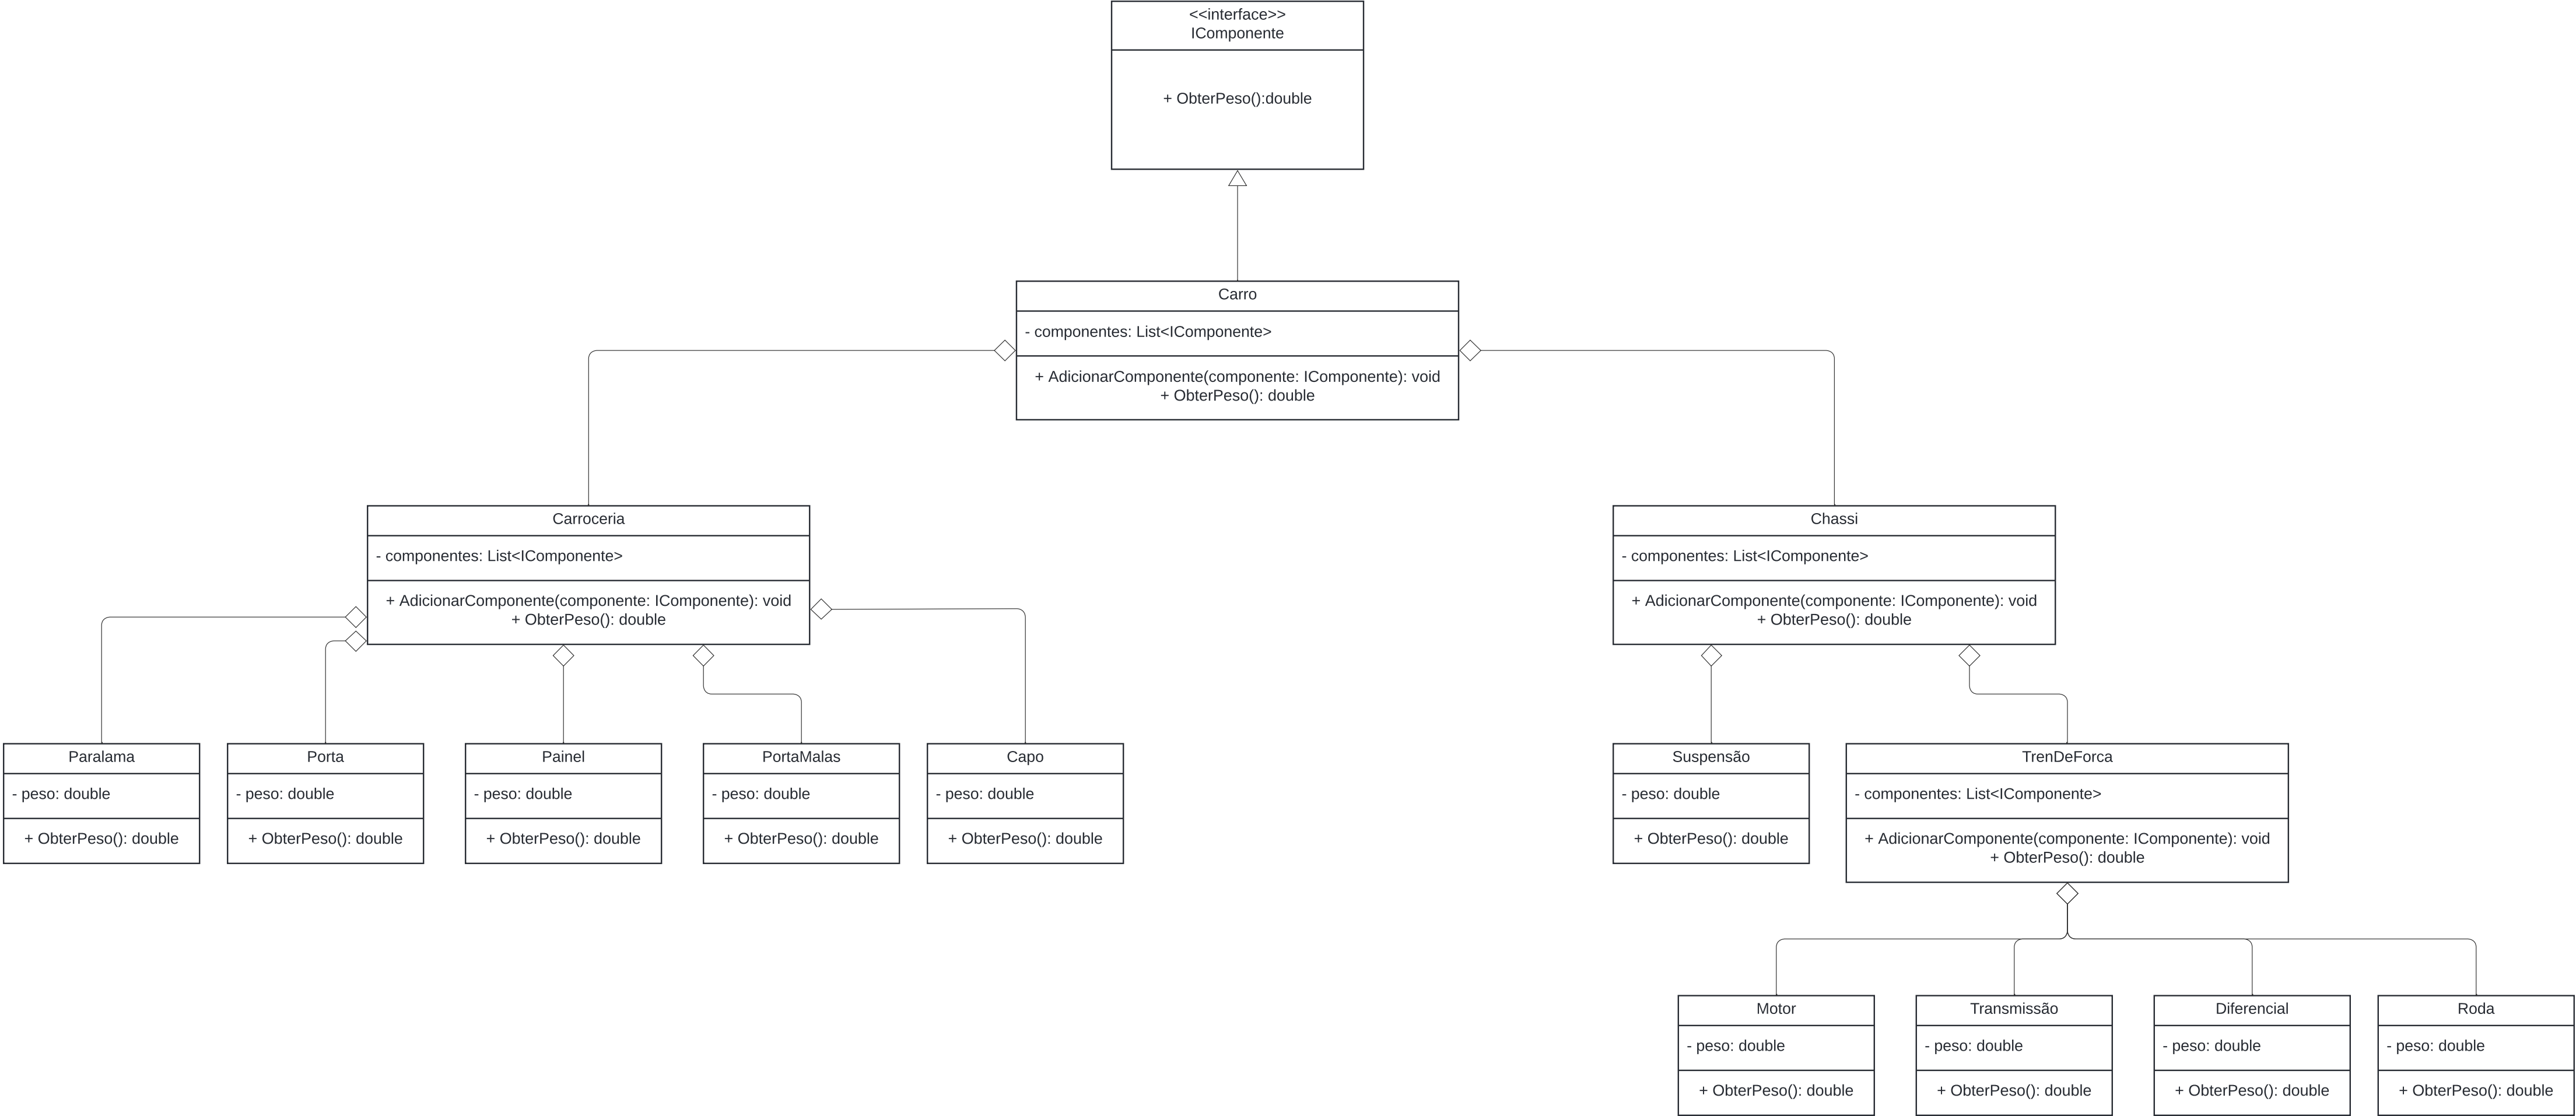 <<interface>>
IComponente
+ ObterPeso():double
Carro
- componentes: List<IComponente>
+ AdicionarComponente(componente: IComponente): void
+ ObterPeso(): double
Carroceria
- componentes: List<IComponente>
+ AdicionarComponente(componente: IComponente): void
+ ObterPeso(): double
Chassi
- componentes: List<IComponente>
+ AdicionarComponente(componente: IComponente): void
+ ObterPeso(): double
Paralama
- peso: double
+ ObterPeso(): double
Porta
- peso: double
+ ObterPeso(): double
Painel
- peso: double
+ ObterPeso(): double
PortaMalas
- peso: double
+ ObterPeso(): double
Capo
- peso: double
+ ObterPeso(): double
Suspensão
- peso: double
+ ObterPeso(): double
TrenDeForca
- componentes: List<IComponente>
+ AdicionarComponente(componente: IComponente): void
+ ObterPeso(): double
Motor
- peso: double
+ ObterPeso(): double
Transmissão
- peso: double
+ ObterPeso(): double
Diferencial
- peso: double
+ ObterPeso(): double
Roda
- peso: double
+ ObterPeso(): double